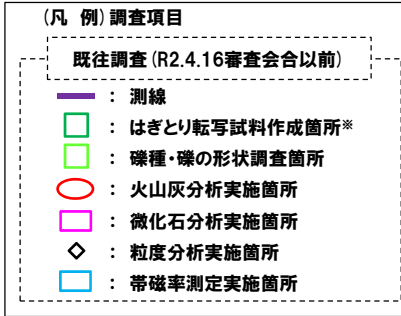 (凡 例)調査項目
既往調査(R2.4.16審査会合以前)
: 測線
: はぎとり転写試料作成箇所※
: 礫種・礫の形状調査箇所
: 火山灰分析実施箇所
: 微化石分析実施箇所
: 粒度分析実施箇所
: 帯磁率測定実施箇所